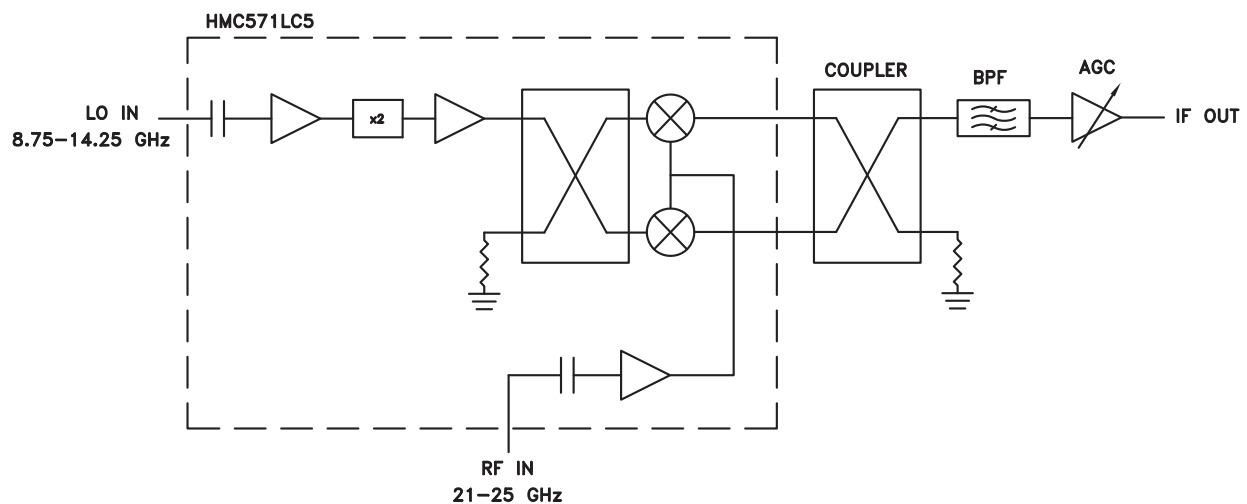 HMC571LC5
LO IN
8.75–14.25 GHz
x2
COUPLER
BPF
AGC
IF OUT
RF IN
21–25 GHz